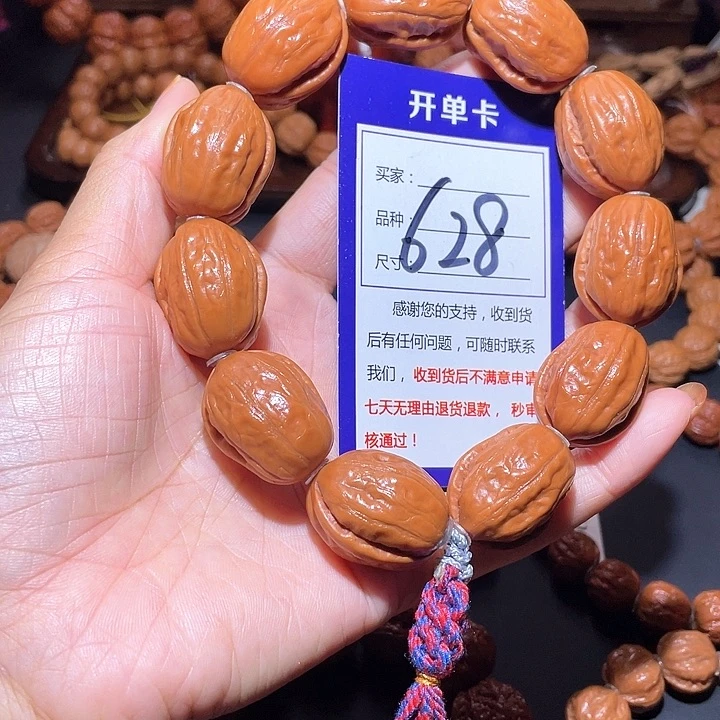 开单卡
买家：
品种：
628
尺寸：
感谢您的支持，收到货
后有任何问题，可随时联系
我们，收到货后不满意申请
七天无理由退货退款，秒审
核通过！